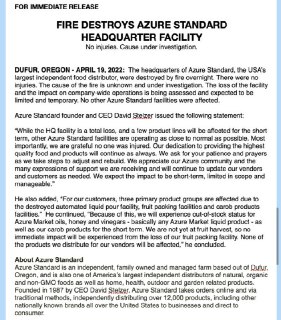 FOR IMMEDIATE RELEASE
FIRE DESTROYS AZURE STANDARD
HEADQUARTER FACILITY
No injuries. Cause under investigation.
DUFUR, OREGON - APRIL 19, 2022: The headquarters of Azure Standard, the USA's
largest independent food distributor, were destroyed by fire overnight. There were no
injuries. The cause of the fire is unknown and under investigation. The loss of the facility
and the impact on company-wide operations is being assessed and expected to be
limited and temporary. No other Azure Standard facilities were affected.
Azure Standard founder and CEO David Stelzer issued the following statement:
"While the HQ facility is a total loss, and a few product lines will be affected for the short
term, other Azure Standard facilities are operating as close to normal as possible. Most
importantly, we are grateful no one was injured. Our dedication to providing the highest
quality food and products will continue as always. We ask for your patience and prayers
as we take steps to adjust and rebuild. We appreciate our Azure community and the
many expressions of support we are receiving and will continue to update our vendors
and customers as needed. We expect the impact to be short-term, limited in scope and
manageable."
He also added, "For our customers, three primary product groups are affected due to
the destroyed automated liquid pour facility, fruit packing facilities and carob products
facilities." He continued, "Because of this, we will experience out-of-stock status for
Azure Market oils, honey and vinegars - basically any Azure Market liquid product - as
well as our carob products for the short term. We are not yet at fruit harvest, so no
immediate impact will be experienced from the loss of our fruit packing facility. None of
the products we distribute for our vendors will be affected," he concluded.
About Azure Standard
Azure Standard is an independent, family owned and managed farm based out of Dufur,
Oregon, and is also one of America's largest independent distributors of natural, organic
and non-GMO foods as well as home, health, outdoor and garden related products.
Founded in 1987 by CEO David Stelzer, Azure Standard takes orders online and via
traditional methods, independently distributing over 12,000 products, including other
nationally known brands all over the United States to businesses and direct to
consumer